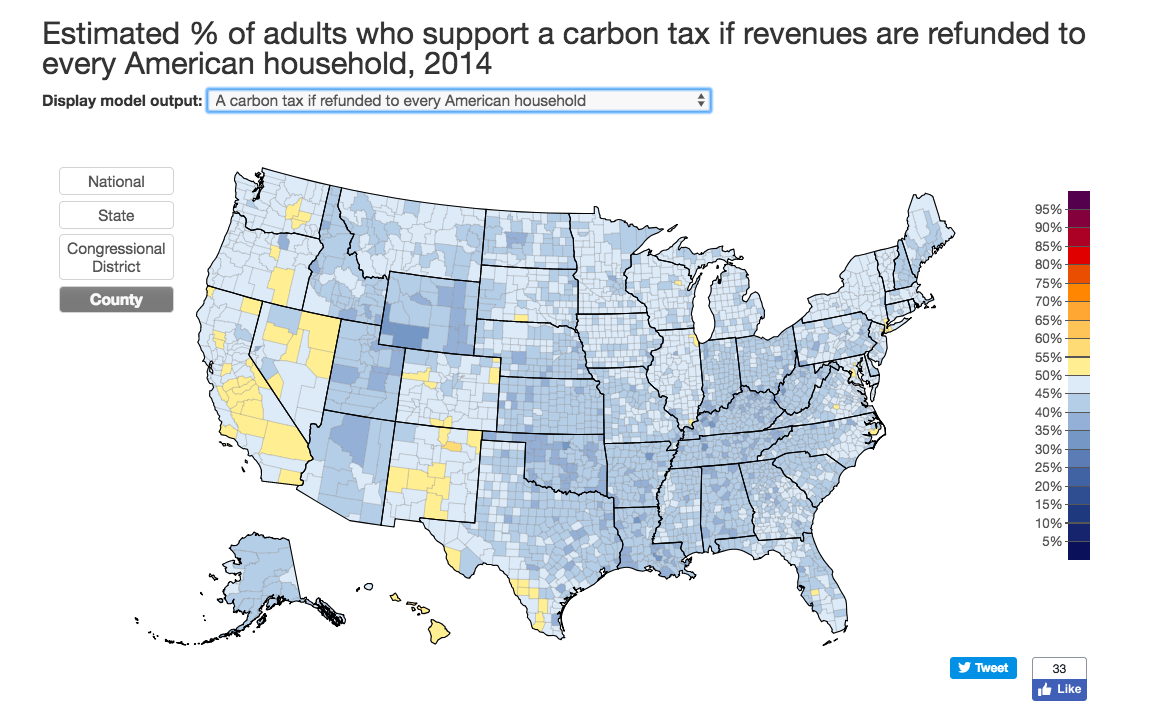 Estimated % of adults who support a carbon tax if revenues are refunded to
every American household, 2014
Display model output: A carbon tax if refunded to every American household
National
State
Congressional
District
County
95%
90%
85%
80%
75%
70%
65%
60%
55%
50%
45%
40%
35%
30%
25%
20%
15%
10%
5%
Tweet
33
Like